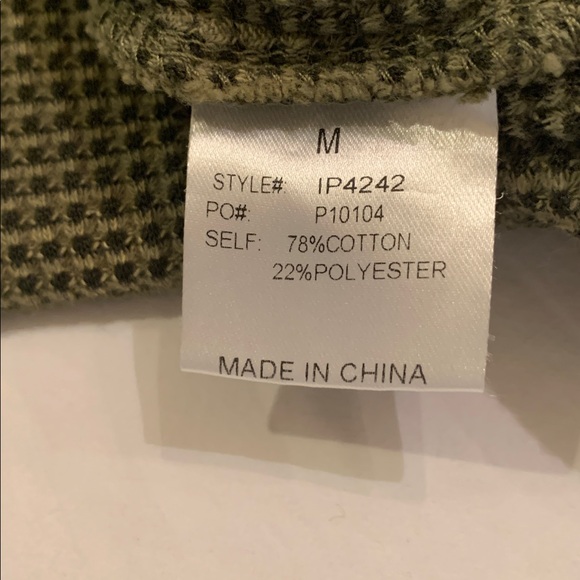 M
STYLE#: IP4242
PO#: P10104
SELF: 78%COTTON
22%POLYESTER
MADE IN CHINA